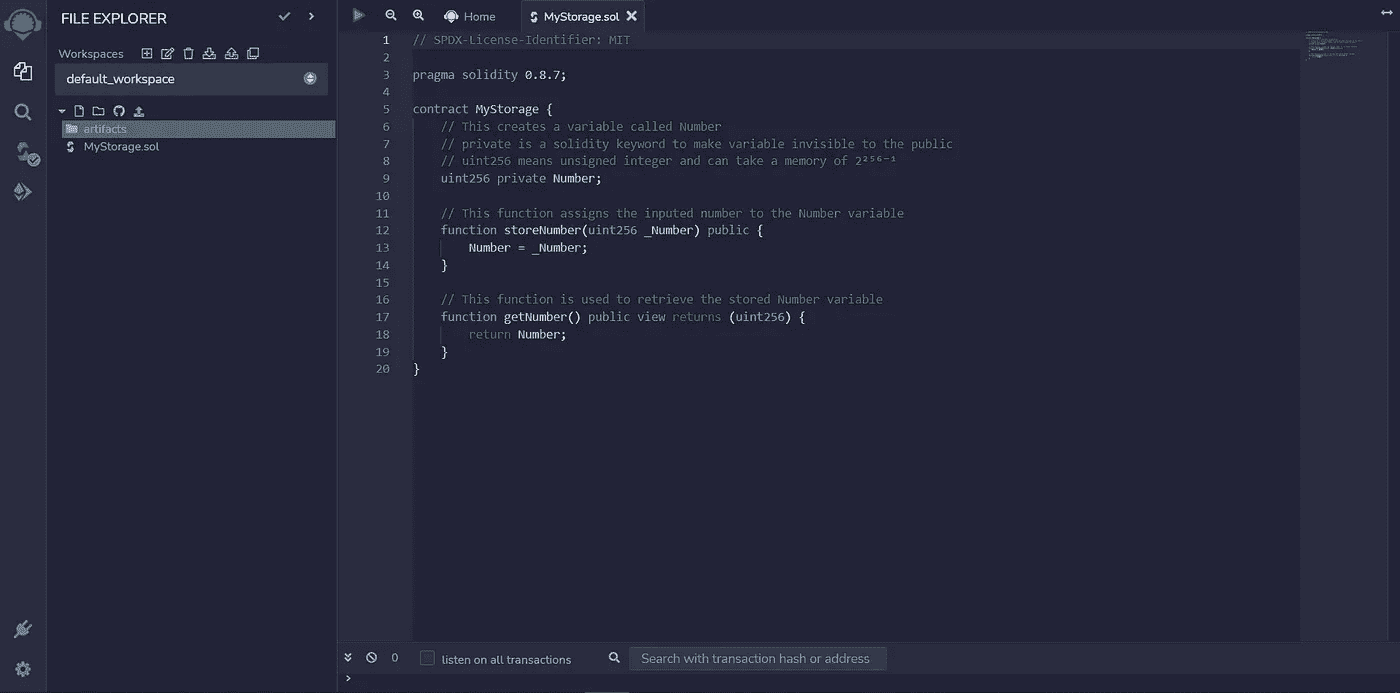 FILE EXPLORER
Workspaces
default_workspace
artifacts
MyStorage.sol
Home
MyStorage.sol
1 // SPDX-License-Identifier: MIT
2
3 pragma solidity 0.8.7;
4
5 contract MyStorage {
6 // This creates a variable called Number
7 // private is a solidity keyword to make variable invisible to the public
8 // uint256 means unsigned integer and can take a memory of 2²⁵⁶⁻¹
9 uint256 private Number;
10
11 // This function assigns the inputed number to the Number variable
12 function storeNumber(uint256 _Number) public {
13 Number = _Number;
14 }
15
16 // This function is used to retrieve the stored Number variable
17 function getNumber() public view returns (uint256) {
18 return Number;
19 }
20 }
0 listen on all transactions Search with transaction hash or address
>